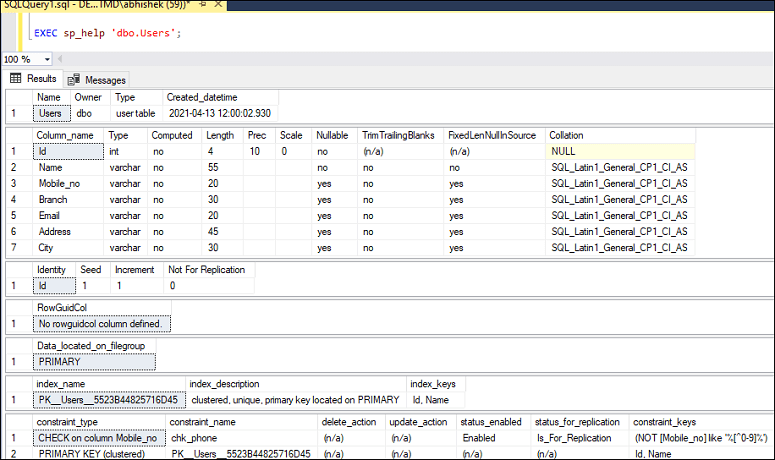 SQLQuery1.sql - DE...TMD\abhishek (59))*
EXEC sp_help 'dbo.Users';
100 %
Results Messages
Name Owner Type Created_datetime
1 Users dbo user table 2021-04-13 12:00:02.930
Column_name Type Computed Length Prec Scale Nullable TrimTrailingBlanks FixedLenNullInSource Collation
1 Id int no 4 10 0 no (n/a) (n/a) NULL
2 Name varchar no 55 no no no SQL_Latin1_General_CP1_CI_AS
3 Mobile_no varchar no 20 yes no yes SQL_Latin1_General_CP1_CI_AS
4 Branch varchar no 30 yes no yes SQL_Latin1_General_CP1_CI_AS
5 Email varchar no 20 yes no yes SQL_Latin1_General_CP1_CI_AS
6 Address varchar no 45 yes no yes SQL_Latin1_General_CP1_CI_AS
7 City varchar no 30 yes no yes SQL_Latin1_General_CP1_CI_AS
Identity Seed Increment Not For Replication
1 Id 1 1 0
RowGuidCol
1 No rowguidcol column defined.
Data_located_on_filegroup
1 PRIMARY
index_name index_description index_keys
1 PK__Users__5523B44825716D45 clustered, unique, primary key located on PRIMARY Id, Name
constraint_type constraint_name delete_action update_action status_enabled status_for_replication constraint_keys
1 CHECK on column Mobile_no chk_phone (n/a) (n/a) Enabled Is_For_Replication (NOT [Mobile_no] like '%[^0-9]%')
2 PRIMARY KEY (clustered) PK__Users__5523B44825716D45 (n/a) (n/a) (n/a) (n/a) Id, Name